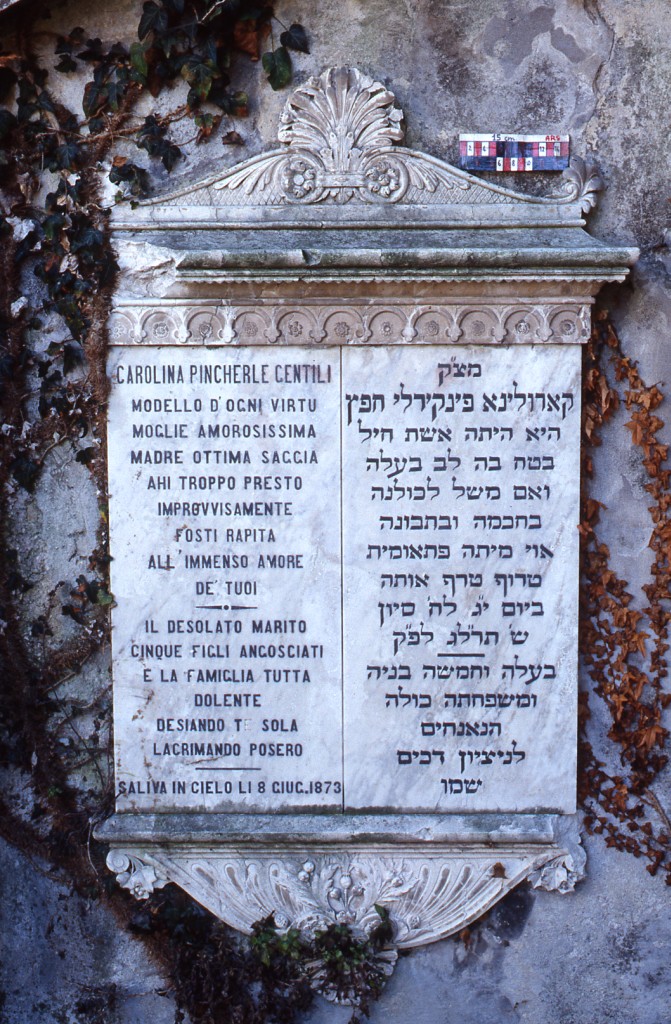 15 cm ARS
CAROLINA PINCHERLE GENTILI
MODELLO D'OGNI VIRTU
MOGLIE AMOROSISSIMA
MADRE OTTIMA SAGGIA
AHI TROPPO PRESTO
IMPROVVISAMENTE
FOSTI RAPITA
ALL'IMMENSO AMORE
DE' TUOI
IL DESOLATO MARITO
CINQUE FIGLI ANGOSCIATI
E LA FAMIGLIA TUTTA
DOLENTE
DESIANDO TE SOLA
LACRIMANDO POSERO
SALIVA IN CIELO LI 8 GIUG. 1873
מצ״ק
קארולינא פינקירלי חפץ
היא היתה אשת חיל
בטח בה לב בעלה
ואם משל לכולנה
בחכמה ובתבונה
אוי מיתה פתאומית
טרוף טרף אותה
ביום י״ג לח׳ סיון
ש׳ תרל״ג לפ״ק
בעלה וחמשה בניה
ומשפחתה כולה
הנאנחים
לניציון דכים
שמו